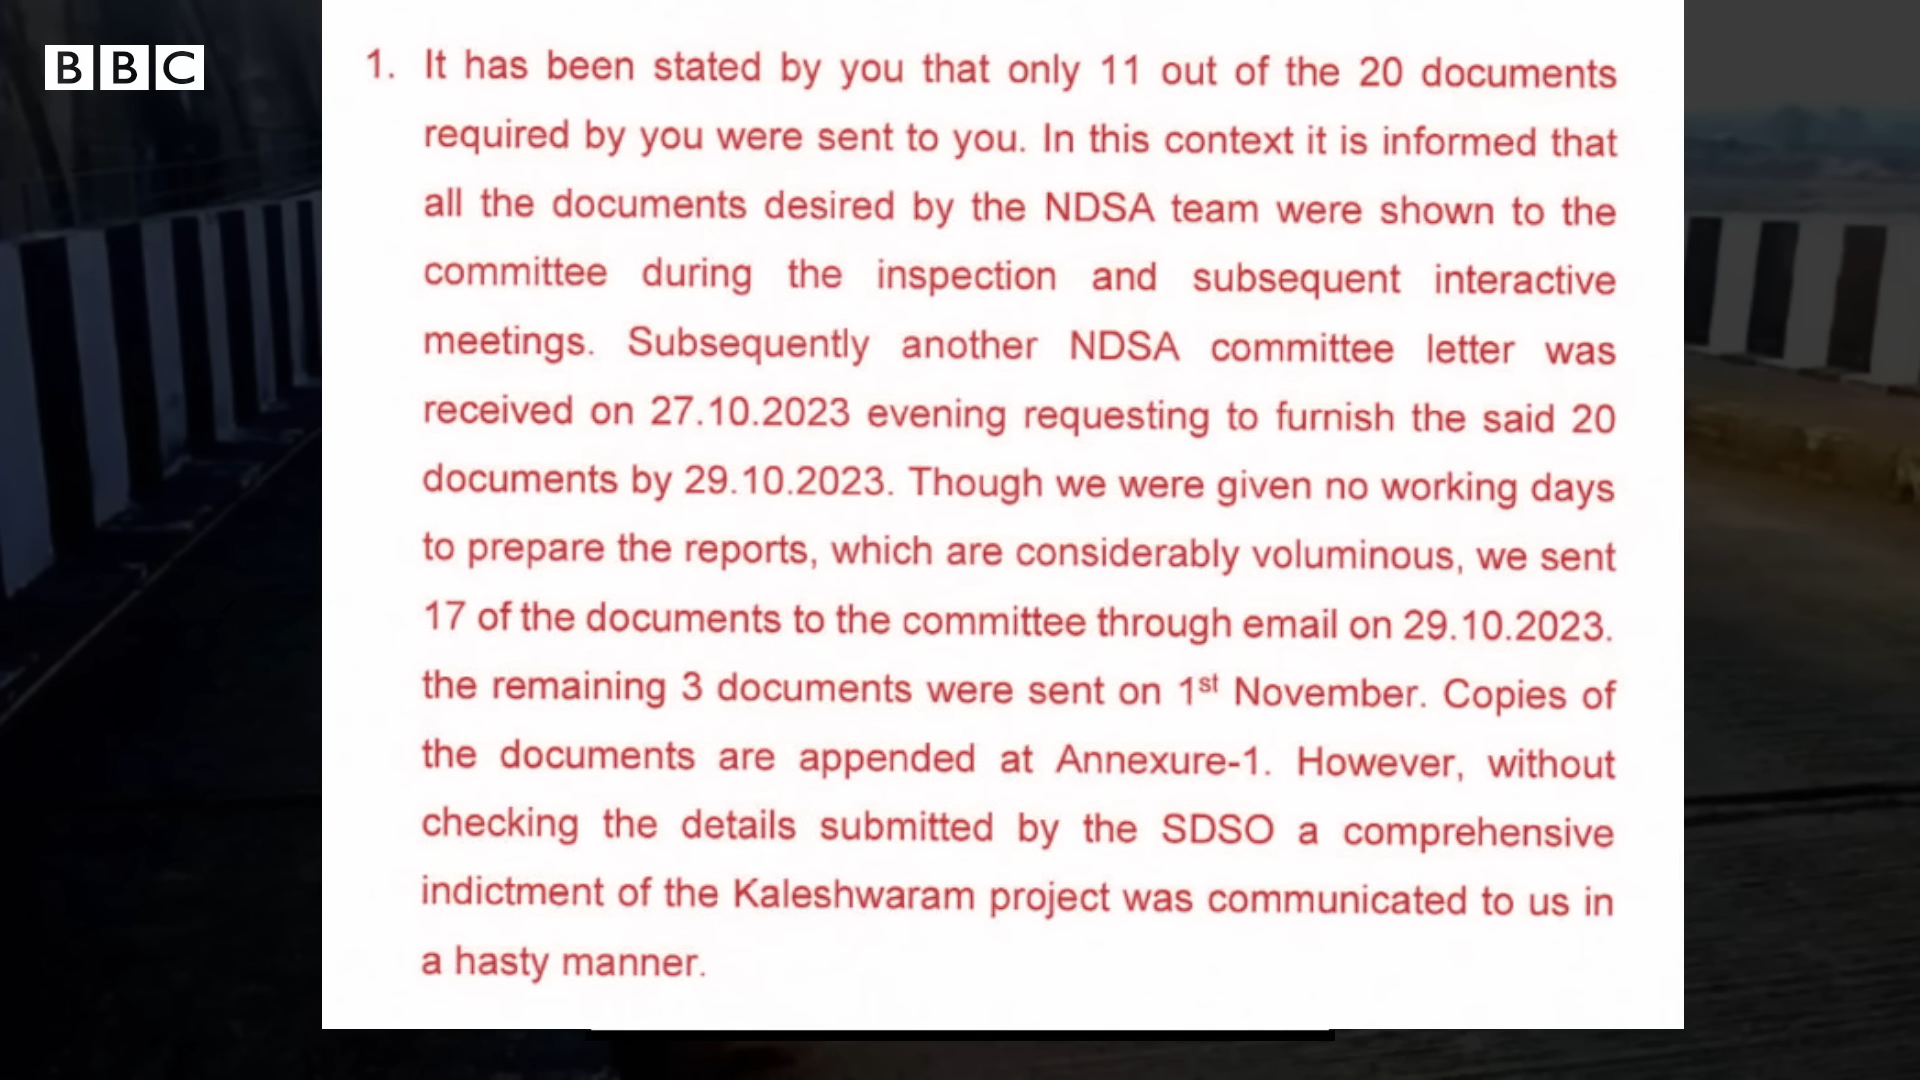 BBC
1. It has been stated by you that only 11 out of the 20 documents
required by you were sent to you. In this context it is informed that
all the documents desired by the NDSA team were shown to the
committee during the inspection and subsequent interactive
meetings. Subsequently another NDSA committee letter was
received on 27.10.2023 evening requesting to furnish the said 20
documents by 29.10.2023. Though we were given no working days
to prepare the reports, which are considerably voluminous, we sent
17 of the documents to the committee through email on 29.10.2023.
the remaining 3 documents were sent on 1st November. Copies of
the documents are appended at Annexure-1. However, without
checking the details submitted by the SDSO a comprehensive
indictment of the Kaleshwaram project was communicated to us in
a hasty manner.